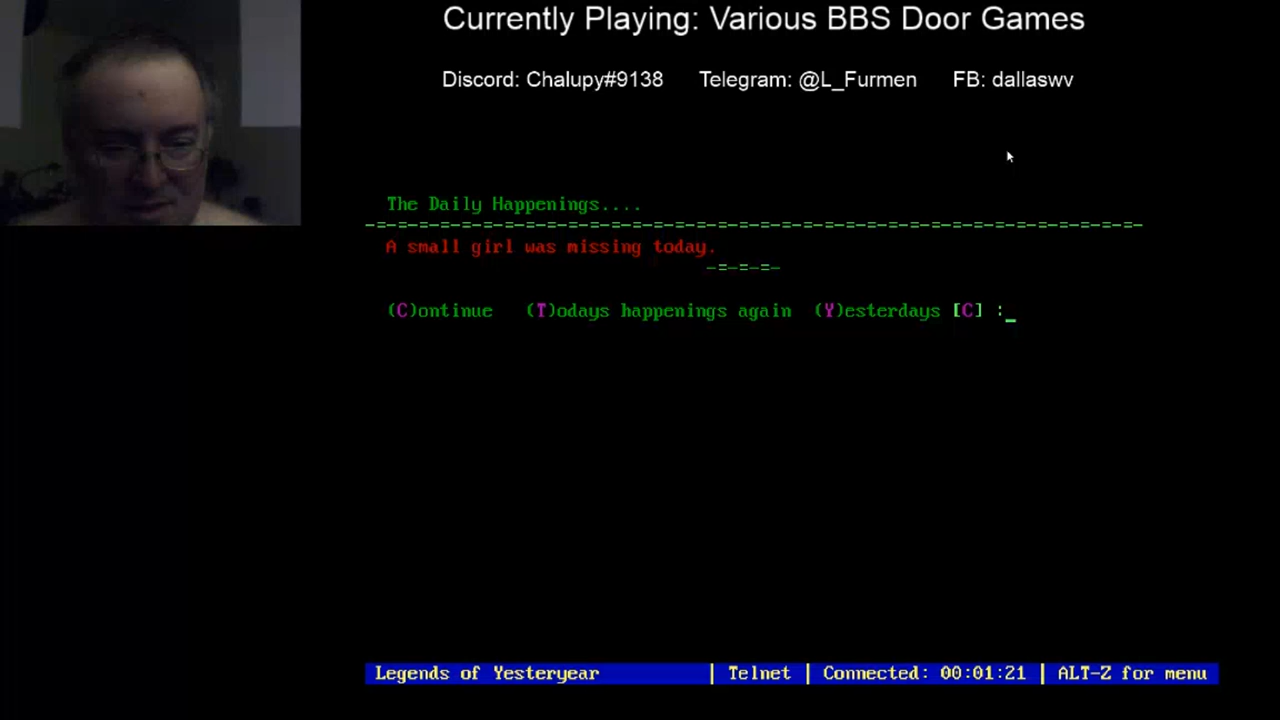 Currently Playing: Various BBS Door Games
Discord: Chalupy#9138 Telegram: @L_Furmen FB: dallaswv
The Daily Happenings....
-=-=-=-=-=-=-=-=-=-=-=-=-=-=-=-=-=-=-=-=-=-=-=-=-=-=-=-=-=-=-=-=-=-=-=-=-
A small girl was missing today.
-=-=-=-
(C)ontinue (T)odays happenings again (Y)esterdays [C] :_
Legends of Yesteryear | Telnet | Connected: 00:01:21 | ALT-Z for menu